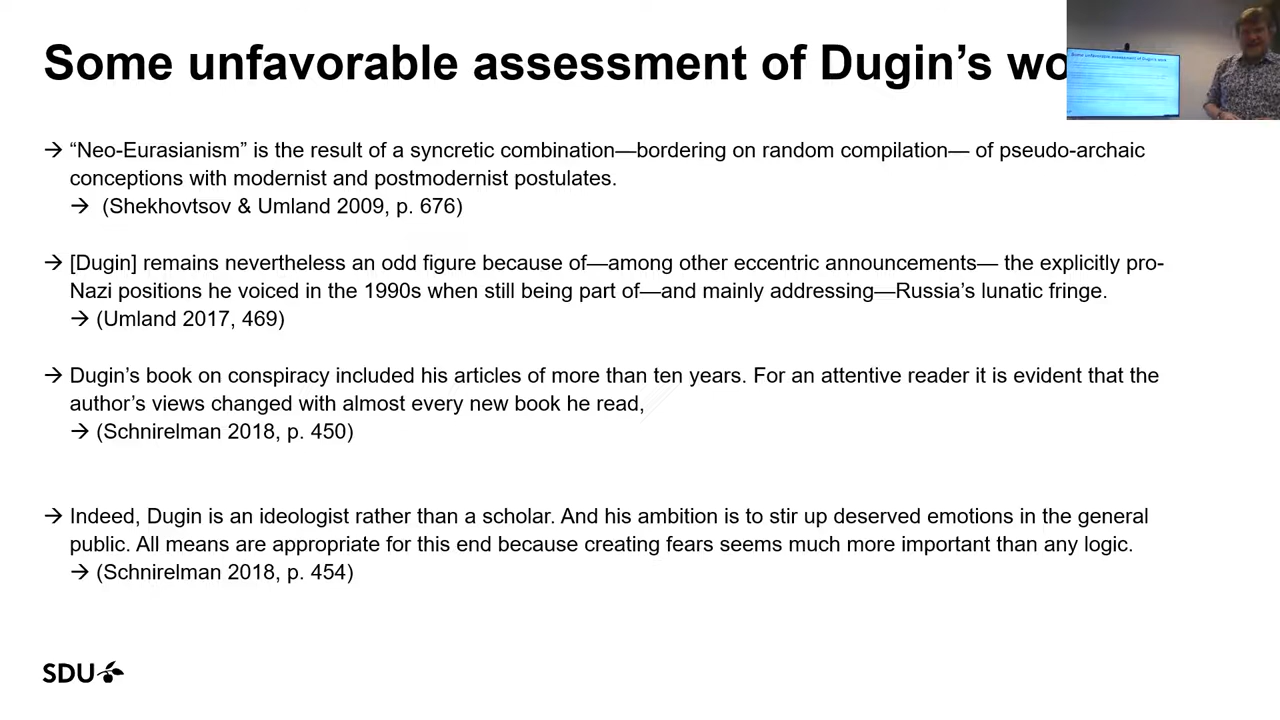 Some unfavorable assessment of Dugin’s wo
→ “Neo-Eurasianism” is the result of a syncretic combination—bordering on random compilation— of pseudo-archaic
conceptions with modernist and postmodernist postulates.
→ (Shekhovtsov & Umland 2009, p. 676)
→ [Dugin] remains nevertheless an odd figure because of—among other eccentric announcements— the explicitly pro-
Nazi positions he voiced in the 1990s when still being part of—and mainly addressing—Russia’s lunatic fringe.
→ (Umland 2017, 469)
→ Dugin’s book on conspiracy included his articles of more than ten years. For an attentive reader it is evident that the
author’s views changed with almost every new book he read,
→ (Schnirelman 2018, p. 450)
→ Indeed, Dugin is an ideologist rather than a scholar. And his ambition is to stir up deserved emotions in the general
public. All means are appropriate for this end because creating fears seems much more important than any logic.
→ (Schnirelman 2018, p. 454)
SDU
Some unfavorable assessment of Dugin's work